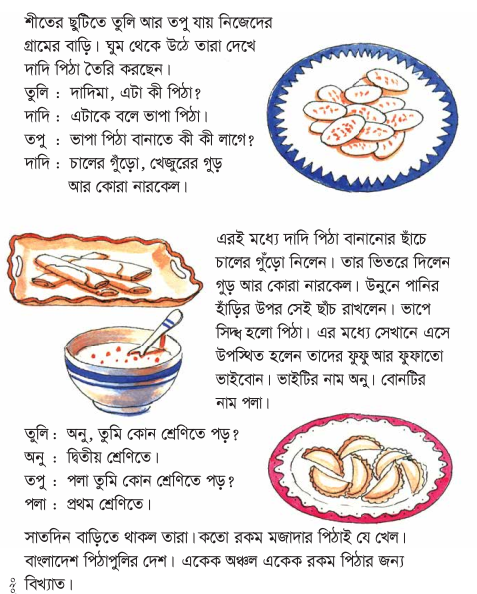 শীতের ছুটিতে তুলি আর তপু যায় নিজেদের
গ্রামের বাড়ি। ঘুম থেকে উঠে তারা দেখে
দাদি পিঠা তৈরি করছেন।
তুলি : দাদিমা, এটা কী পিঠা?
দাদি : এটাকে বলে ভাপা পিঠা।
তপু : ভাপা পিঠা বানাতে কী কী লাগে?
দাদি : চালের গুঁড়ো, খেজুরের গুড়
আর কোরা নারকেল।
এরই মধ্যে দাদি পিঠা বানানোর ছাঁচে
চালের গুঁড়ো নিলেন। তার ভিতরে দিলেন
গুড় আর কোরা নারকেল। উনুনে পানির
হাঁড়ির উপর সেই ছাঁচ রাখলেন। ভাপে
সিদ্ধ হলো পিঠা। এর মধ্যে সেখানে এসে
উপস্থিত হলেন তাদের ফুফু আর ফুফাতো
ভাইবোন। ভাইটির নাম অনু। বোনটির
নাম পলা।
তুলি : অনু, তুমি কোন শ্রেণিতে পড়?
অনু : দ্বিতীয় শ্রেণিতে।
তপু : পলা তুমি কোন শ্রেণিতে পড়?
পলা : প্রথম শ্রেণিতে।
সাতদিন বাড়িতে থাকল তারা। কতো রকম মজাদার পিঠাই যে খেল।
বাংলাদেশ পিঠাপুলির দেশ। একেক অঞ্চল একেক রকম পিঠার জন্য
বিখ্যাত।